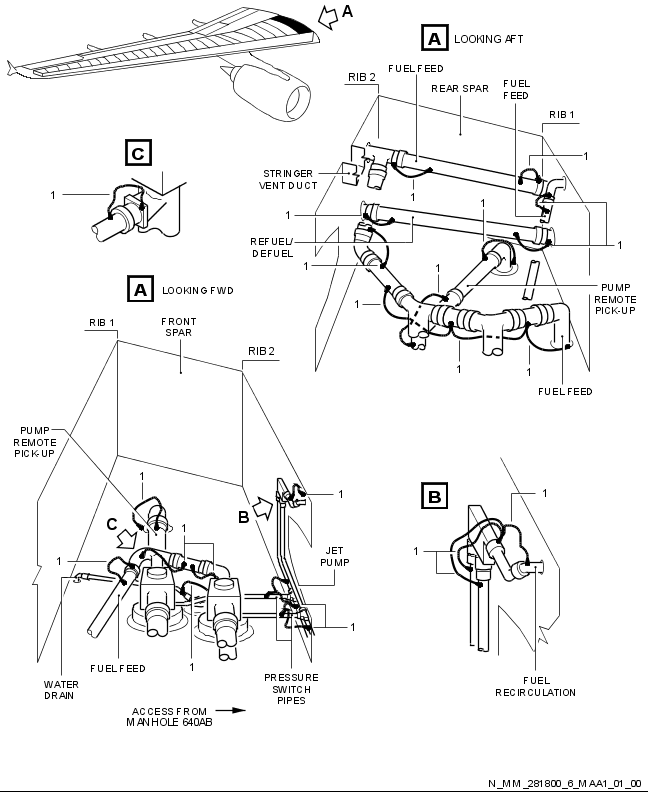 A
A LOOKING AFT
RIB 2
FUEL FEED
REAR SPAR
FUEL
FEED
RIB 1
1
STRINGER
VENT DUCT
1
1
1
REFUEL/
DEFUEL
1
1
1
1
PUMP
REMOTE
PICK-UP
1
1
FUEL FEED
C
1
A LOOKING FWD
RIB 1
FRONT
SPAR
RIB 2
PUMP
REMOTE
PICK-UP
1
C
1
B
1
JET
PUMP
1
WATER
DRAIN
FUEL FEED
1
1
PRESSURE
SWITCH
PIPES
ACCESS FROM
MANHOLE 640AB
B
1
1
FUEL
RECIRCULATION
N_MM_281800_6_MAA1_01_00